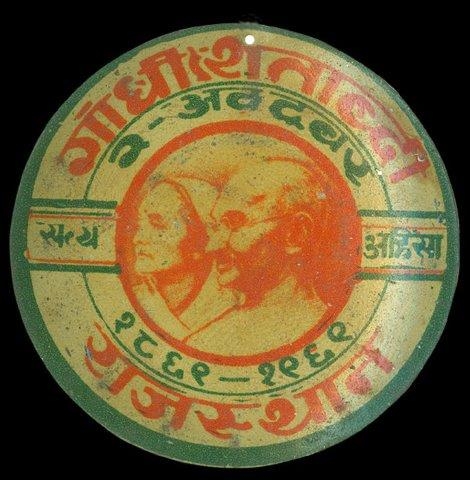 गाँधी शताब्दी
२-अक्टूबर
सत्य
अहिंसा
१८६९-१९६९
राजस्थान